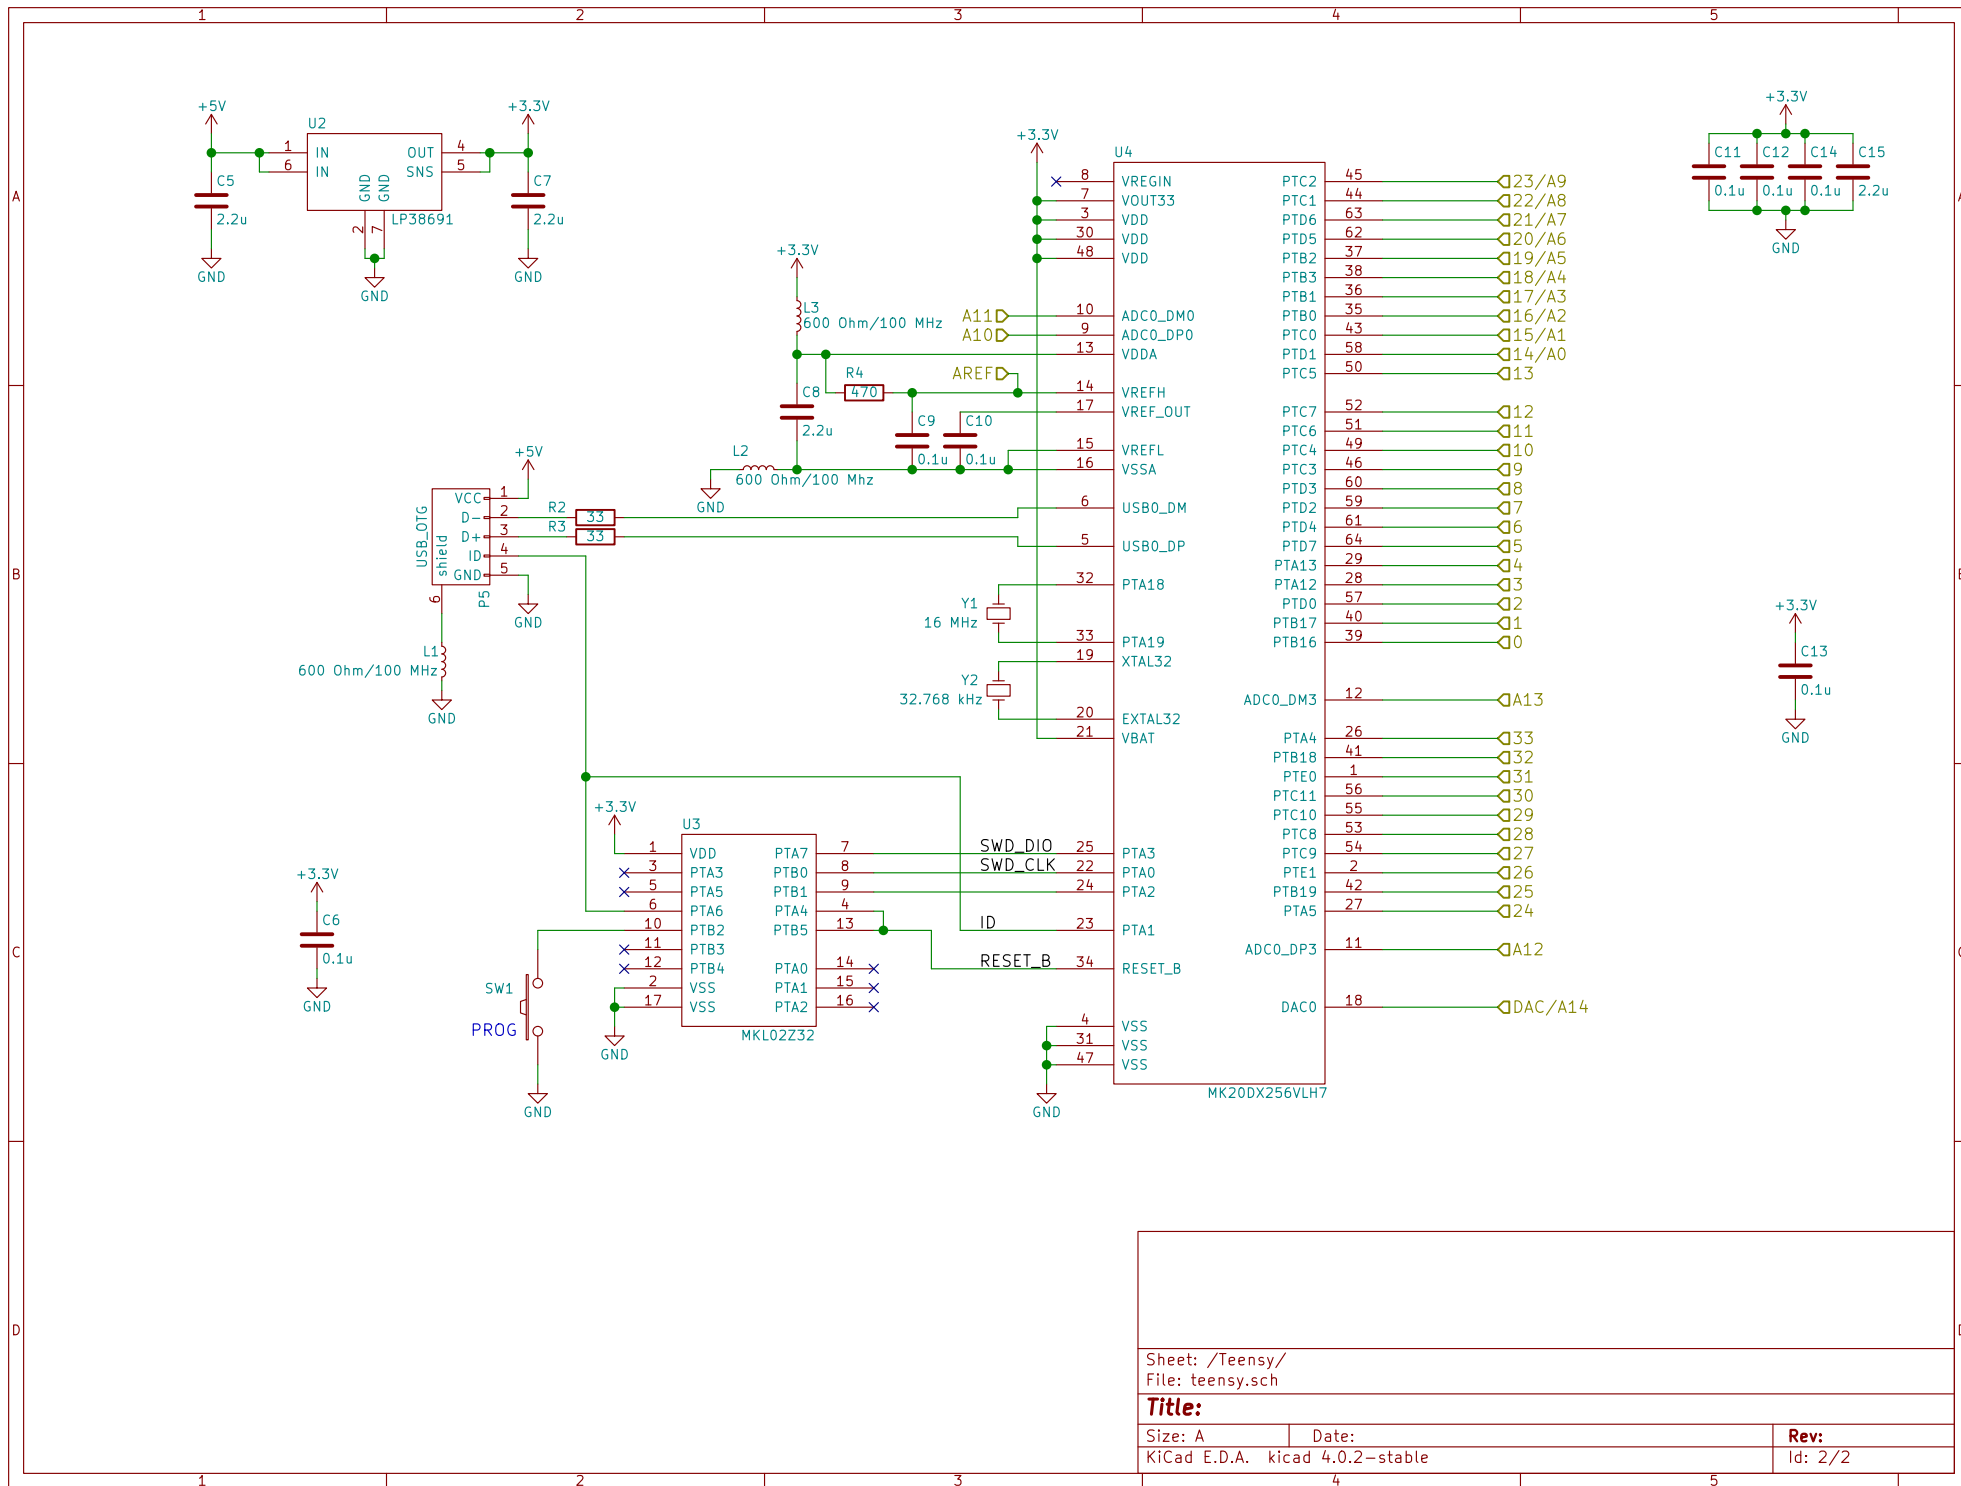 1 2 3 4 5
A
B
C
D
+5V
+3.3V
U2
1 IN OUT 4
6 IN SNS 5
GND GND
2 7
LP38691
C5
2.2u
C7
2.2u
GND
GND
GND
+3.3V
L3
600 Ohm/100 MHz
A11
A10
AREF
R4
470
C8
2.2u
C9
0.1u
C10
0.1u
L2
600 Ohm/100 Mhz
GND
+5V
USB_OTG
shield
VCC 1
D- 2
D+ 3
ID 4
GND 5
6
P5
R2
33
R3
33
GND
L1
600 Ohm/100 MHz
GND
Y1
16 MHz
Y2
32.768 kHz
+3.3V
U4
8 VREGIN
7 VOUT33
3 VDD
30 VDD
48 VDD
10 ADC0_DM0
9 ADC0_DP0
13 VDDA
14 VREFH
17 VREF_OUT
15 VREFL
16 VSSA
6 USB0_DM
5 USB0_DP
32 PTA18
33 PTA19
19 XTAL32
20 EXTAL32
21 VBAT
SWD_DIO 25 PTA3
SWD_CLK 22 PTA0
24 PTA2
ID 23 PTA1
RESET_B 34 RESET_B
4 VSS
31 VSS
47 VSS
GND
PTC2 45 23/A9
PTC1 44 22/A8
PTD6 63 21/A7
PTD5 62 20/A6
PTB2 37 19/A5
PTB3 38 18/A4
PTB1 36 17/A3
PTB0 35 16/A2
PTC0 43 15/A1
PTD1 58 14/A0
PTC5 50 13
PTC7 52 12
PTC6 51 11
PTC4 49 10
PTC3 46 9
PTD3 60 8
PTD2 59 7
PTD4 61 6
PTD7 64 5
PTA13 29 4
PTA12 28 3
PTD0 57 2
PTB17 40 1
PTB16 39 0
ADC0_DM3 12 A13
PTA4 26 33
PTB18 41 32
PTE0 1 31
PTC11 56 30
PTC10 55 29
PTC8 53 28
PTC9 54 27
PTE1 2 26
PTB19 42 25
PTA5 27 24
ADC0_DP3 11 A12
DAC0 18 DAC/A14
MK20DX256VLH7
+3.3V
C11 C12 C14 C15
0.1u 0.1u 0.1u 2.2u
GND
+3.3V
C13
0.1u
GND
+3.3V
U3
1 VDD PTA7 7
3 PTA3 PTB0 8
5 PTA5 PTB1 9
6 PTA6 PTA4 4
10 PTB2 PTB5 13
11 PTB3
12 PTB4 PTA0 14
2 VSS PTA1 15
17 VSS PTA2 16
MKL02Z32
GND
+3.3V
C6
0.1u
GND
SW1
PROG
GND
Sheet: /Teensy/
File: teensy.sch
Title:
Size: A Date: Rev:
KiCad E.D.A. kicad 4.0.2-stable Id: 2/2
1 2 3 4 5